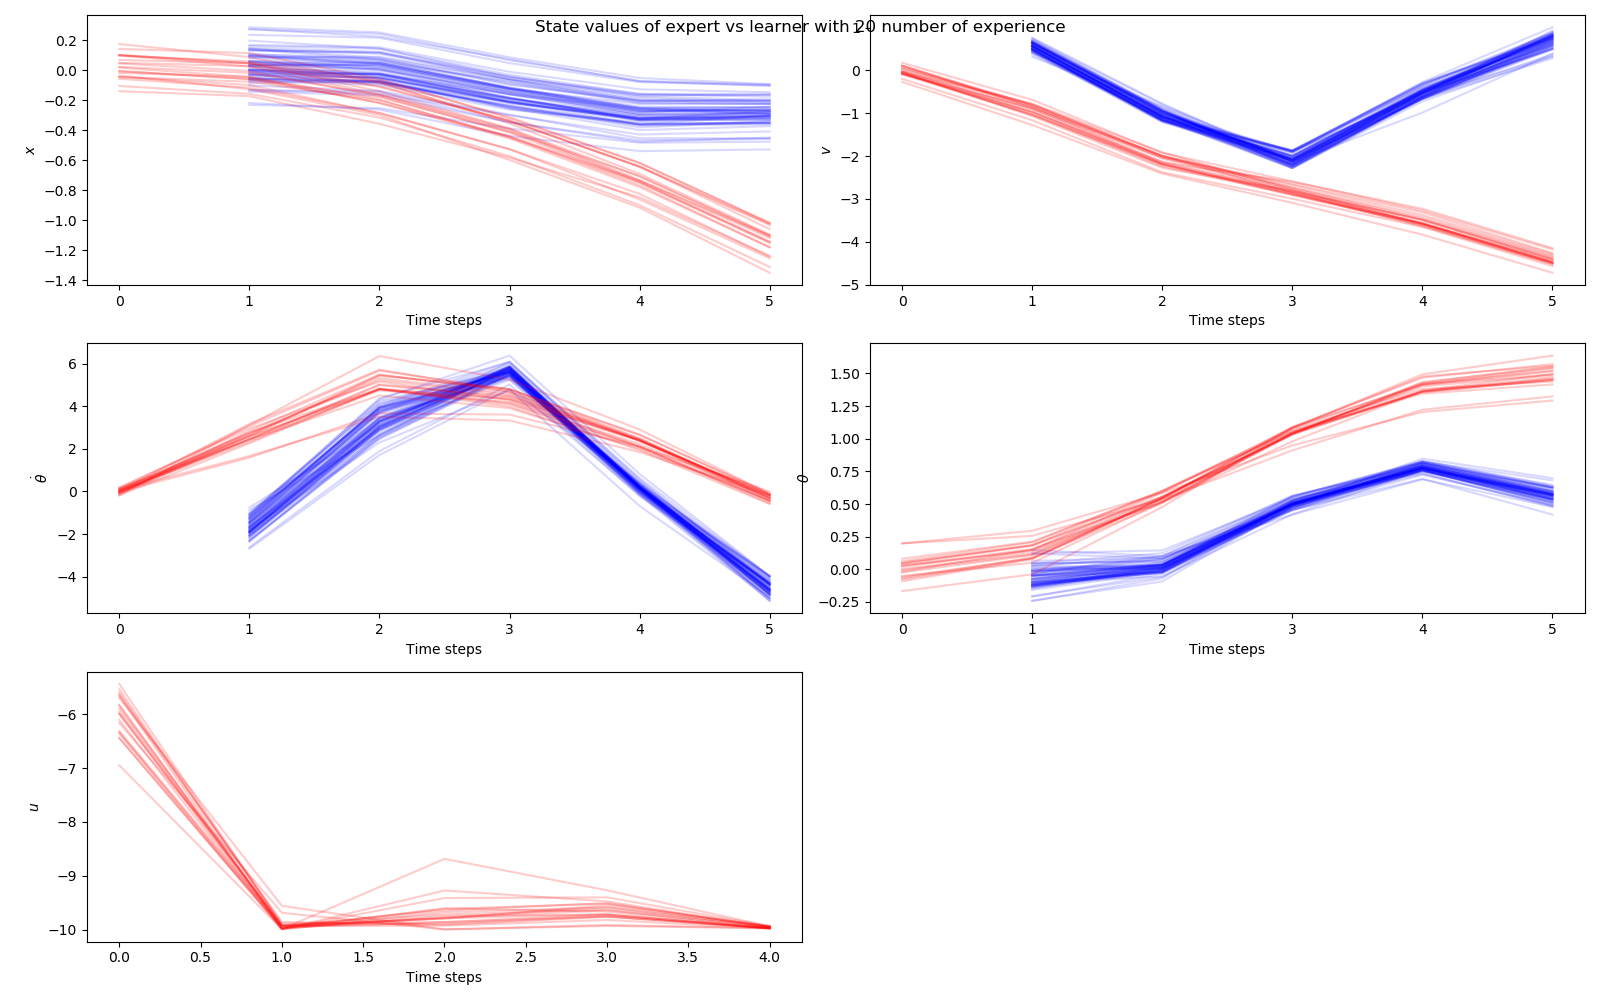 State values of expert vs learner with 20 number of experience
0.2
0.0
−0.2
−0.4
−0.6
−0.8
−1.0
−1.2
−1.4
x
0 1 2 3 4 5
Time steps
1
0
−1
−2
−3
−4
−5
v
0 1 2 3 4 5
Time steps
6
4
2
0
−2
−4
θ̇
0 1 2 3 4 5
Time steps
1.50
1.25
1.00
0.75
0.50
0.25
0.00
−0.25
θ
0 1 2 3 4 5
Time steps
−6
−7
−8
−9
−10
u
0.0 0.5 1.0 1.5 2.0 2.5 3.0 3.5 4.0
Time steps